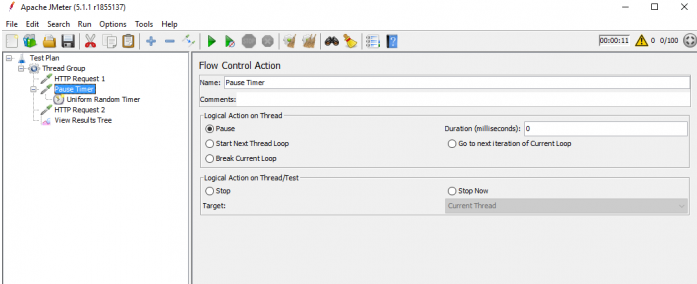 Apache JMeter (5.1.1 r1855137)
File Edit Search Run Options Tools Help
00:00:11 0 0/100
Test Plan
Thread Group
HTTP Request 1
Pause Timer
Uniform Random Timer
HTTP Request 2
View Results Tree
Flow Control Action
Name: Pause Timer
Comments:
Logical Action on Thread
Pause Duration (milliseconds): 0
Start Next Thread Loop Go to next iteration of Current Loop
Break Current Loop
Logical Action on Thread/Test
Stop Stop Now
Target: Current Thread